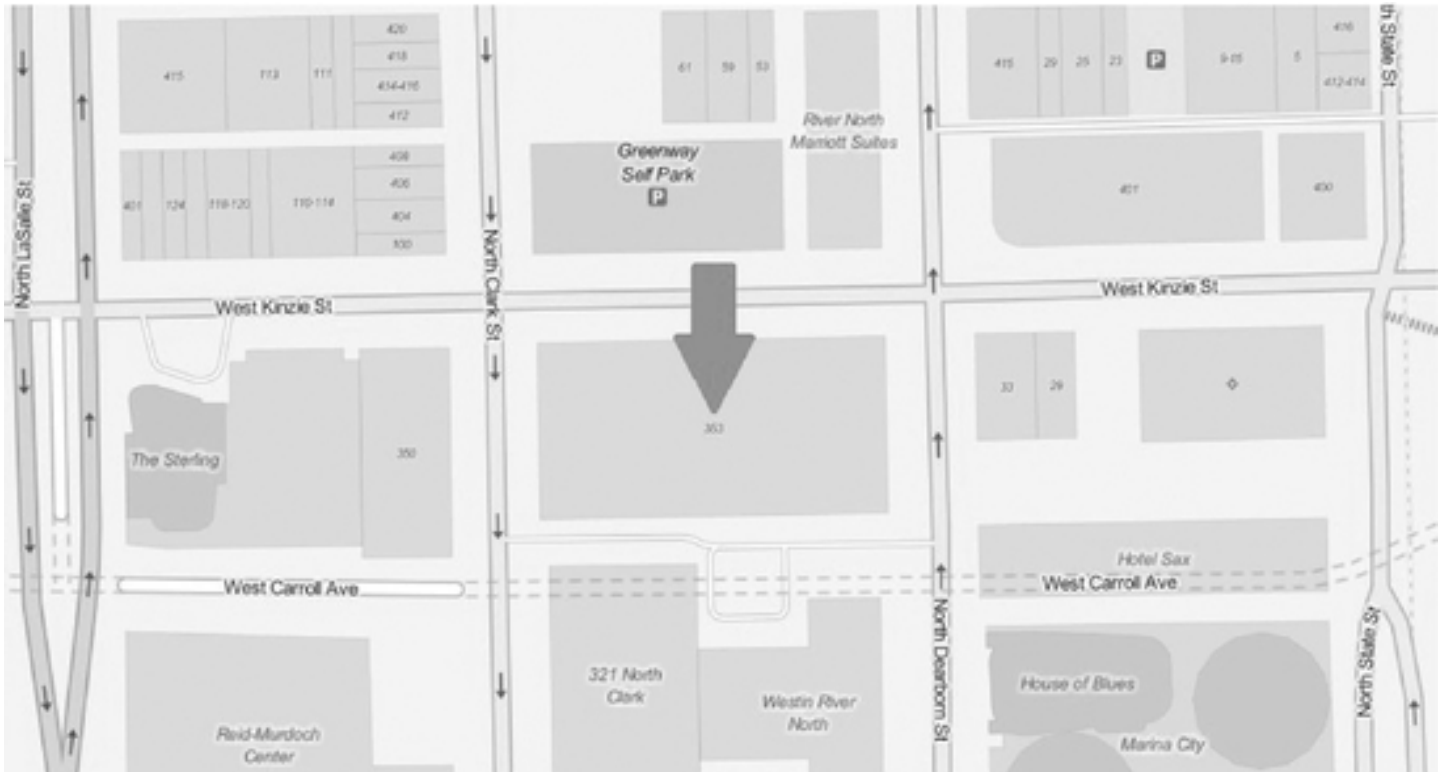 420
418
414-416
412
415
113
111
61
59
53
River North
Marriott Suites
415
29
25
23
P
9-15
5
416
412-414
th State St
Greenway
Self Park
P
408
406
404
100
401
124
118-120
110-114
401
400
North LaSalle St
North Clark St
West Kinzie St
West Kinzie St
The Sterling
350
353
33
29
Hotel Sax
West Carroll Ave
West Carroll Ave
North Dearborn St
North State St
321 North
Clark
Westin River
North
House of Blues
Marina City
Reid-Murdoch
Center